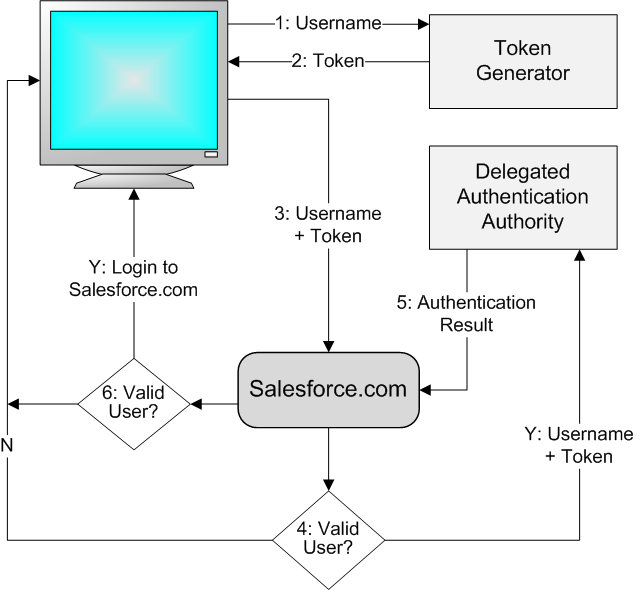 1: Username
2: Token
Token
Generator
Delegated
Authentication
Authority
3: Username
+ Token
Y: Login to
Salesforce.com
5: Authentication
Result
6: Valid
User?
Salesforce.com
N
Y: Username
+ Token
4: Valid
User?